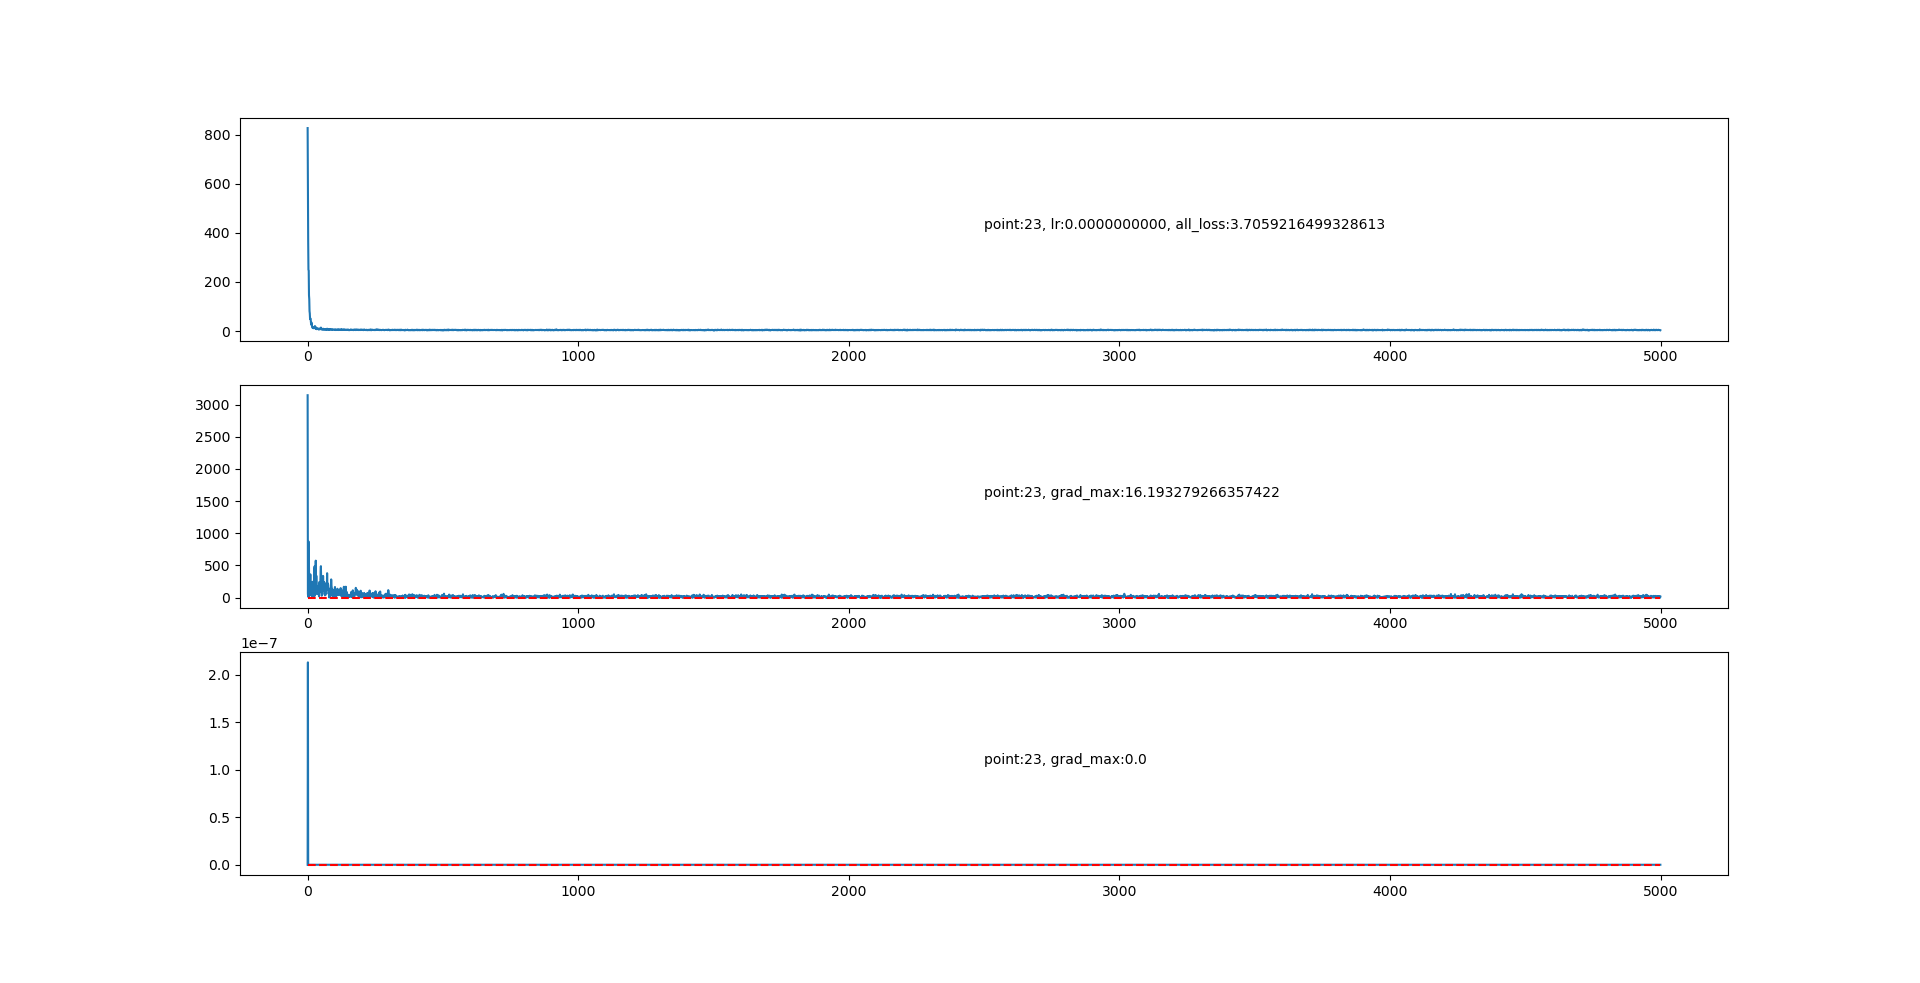 800
600
400
200
0
point:23, lr:0.0000000000, all_loss:3.7059216499328613
0 1000 2000 3000 4000 5000
3000
2500
2000
1500
1000
500
0
point:23, grad_max:16.193279266357422
0 1000 2000 3000 4000 5000
1e−7
2.0
1.5
1.0
0.5
0.0
point:23, grad_max:0.0
0 1000 2000 3000 4000 5000